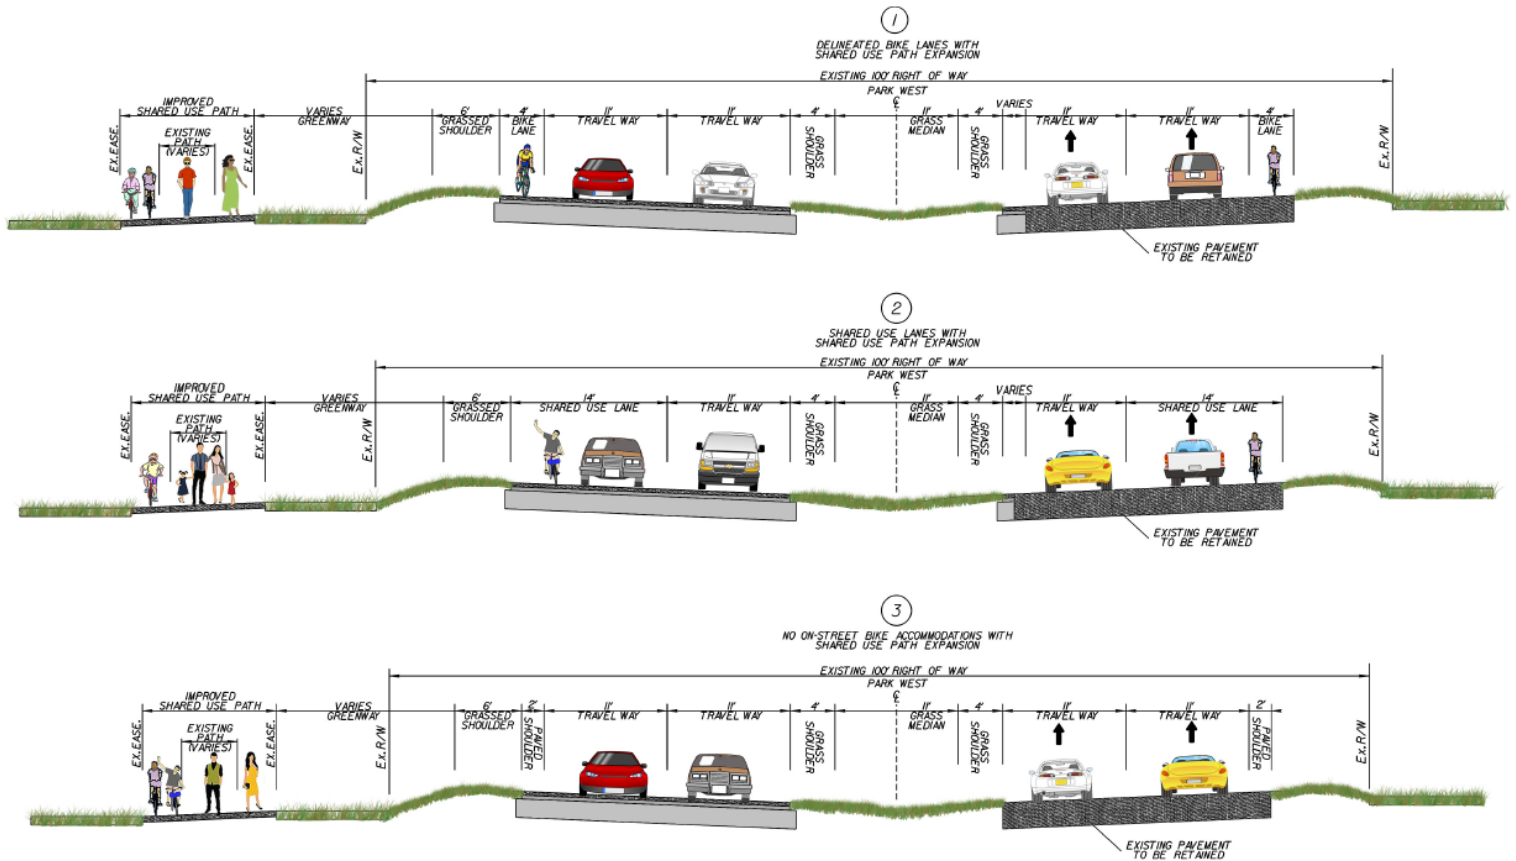 1
DELINEATED BIKE LANES WITH
SHARED USE PATH EXPANSION
EXISTING 100' RIGHT OF WAY
PARK WEST
℄
IMPROVED
SHARED USE PATH
EXISTING
PATH
(VARIES)
EX.EASE.
EX.EASE.
VARIES
GREENWAY
Ex.R/W
6'
GRASSED
SHOULDER
4'
BIKE
LANE
11'
TRAVEL WAY
11'
TRAVEL WAY
4'
GRASS
SHOULDER
11'
GRASS
MEDIAN
4'
GRASS
SHOULDER
VARIES
11'
TRAVEL WAY
11'
TRAVEL WAY
4'
BIKE
LANE
Ex.R/W
EXISTING PAVEMENT
TO BE RETAINED
2
SHARED USE LANES WITH
SHARED USE PATH EXPANSION
EXISTING 100' RIGHT OF WAY
PARK WEST
℄
IMPROVED
SHARED USE PATH
EXISTING
PATH
(VARIES)
EX.EASE.
EX.EASE.
VARIES
GREENWAY
Ex.R/W
6'
GRASSED
SHOULDER
14'
SHARED USE LANE
11'
TRAVEL WAY
4'
GRASS
SHOULDER
11'
GRASS
MEDIAN
4'
GRASS
SHOULDER
VARIES
11'
TRAVEL WAY
14'
SHARED USE LANE
Ex.R/W
EXISTING PAVEMENT
TO BE RETAINED
3
NO ON-STREET BIKE ACCOMMODATIONS WITH
SHARED USE PATH EXPANSION
EXISTING 100' RIGHT OF WAY
PARK WEST
℄
IMPROVED
SHARED USE PATH
EXISTING
PATH
(VARIES)
EX.EASE.
EX.EASE.
VARIES
GREENWAY
Ex.R/W
6'
GRASSED
SHOULDER
2'
PAVED
SHOULDER
11'
TRAVEL WAY
11'
TRAVEL WAY
4'
GRASS
SHOULDER
11'
GRASS
MEDIAN
4'
GRASS
SHOULDER
11'
TRAVEL WAY
11'
TRAVEL WAY
2'
PAVED
SHOULDER
Ex.R/W
EXISTING PAVEMENT
TO BE RETAINED